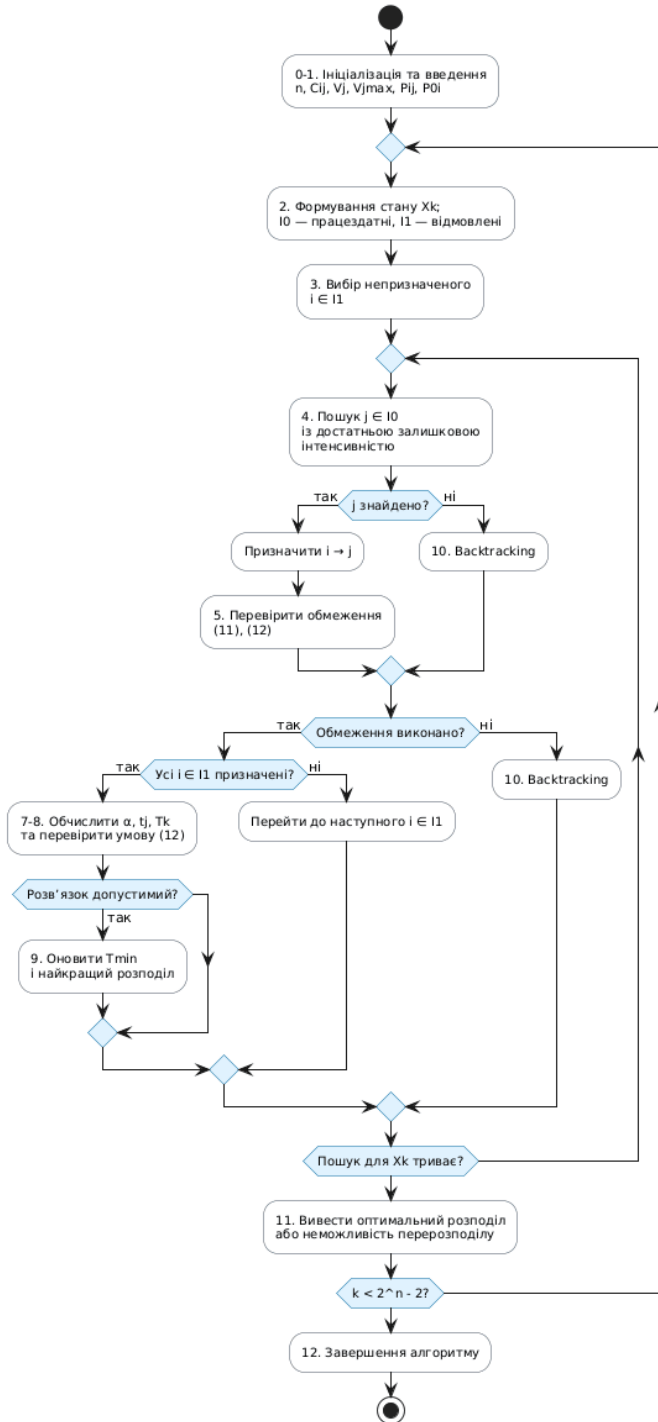 0-1. Ініціалізація та введення
n, Cij, Vj, Vjmax, Pij, P0i
2. Формування стану Xk;
I0 — працездатні, I1 — відмовлені
3. Вибір непризначеного
i ∈ I1
4. Пошук j ∈ I0
із достатньою залишковою
інтенсивністю
так
j знайдено?
ні
Призначити i → j
10. Backtracking
5. Перевірити обмеження
(11), (12)
так
Обмеження виконано?
ні
так
Усі i ∈ I1 призначені?
ні
10. Backtracking
7-8. Обчислити α, tj, Tk
та перевірити умову (12)
Перейти до наступного i ∈ I1
Розв’язок допустимий?
так
9. Оновити Tmin
і найкращий розподіл
Пошук для Xk триває?
11. Вивести оптимальний розподіл
або неможливість перерозподілу
k < 2^n - 2?
12. Завершення алгоритму